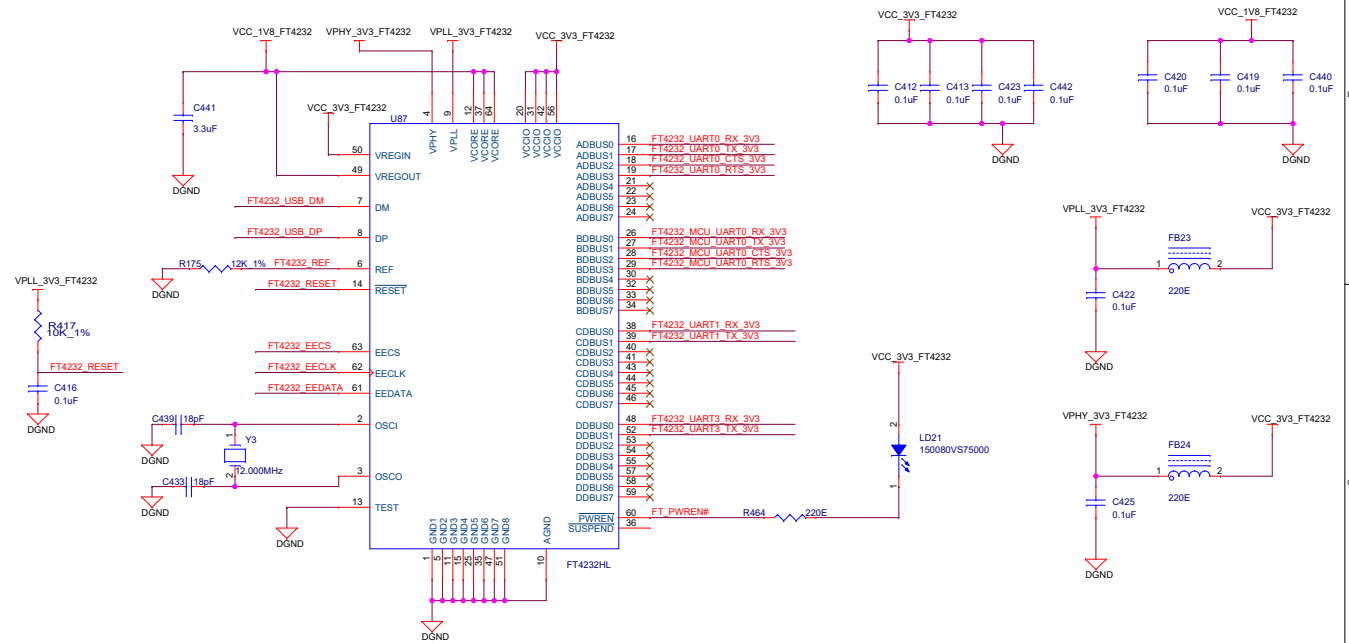 VCC_1V8_FT4232
VPHY_3V3_FT4232
VPLL_3V3_FT4232
VCC_3V3_FT4232
C441
3.3uF
DGND
VCC_3V3_FT4232
U87
4
9
12
37
64
20
31
42
56
VPHY
VPLL
VCORE
VCORE
VCORE
VCCIO
VCCIO
VCCIO
VCCIO
50
VREGIN
49
VREGOUT
FT4232_USB_DM
7
DM
FT4232_USB_DP
8
DP
R175
12K_1%
FT4232_REF
6
REF
DGND
FT4232_RESET
14
RESET
FT4232_EECS
63
EECS
FT4232_EECLK
62
EECLK
FT4232_EEDATA
61
EEDATA
VPLL_3V3_FT4232
R417
10K_1%
FT4232_RESET
C416
0.1uF
DGND
C439
18pF
2
OSCI
DGND
1
Y3
12.000MHz
2
3
OSCO
C433
18pF
DGND
13
TEST
DGND
ADBUS0 16 FT4232_UART0_RX_3V3
ADBUS1 17 FT4232_UART0_TX_3V3
ADBUS2 18 FT4232_UART0_CTS_3V3
ADBUS3 19 FT4232_UART0_RTS_3V3
ADBUS4 21
ADBUS5 22
ADBUS6 23
ADBUS7 24
BDBUS0 26 FT4232_MCU_UART0_RX_3V3
BDBUS1 27 FT4232_MCU_UART0_TX_3V3
BDBUS2 28 FT4232_MCU_UART0_CTS_3V3
BDBUS3 29 FT4232_MCU_UART0_RTS_3V3
BDBUS4 30
BDBUS5 32
BDBUS6 33
BDBUS7 34
CDBUS0 38 FT4232_UART1_RX_3V3
CDBUS1 39 FT4232_UART1_TX_3V3
CDBUS2 40
CDBUS3 41
CDBUS4 43
CDBUS5 44
CDBUS6 45
CDBUS7 46
DDBUS0 48 FT4232_UART3_RX_3V3
DDBUS1 52 FT4232_UART3_TX_3V3
DDBUS2 53
DDBUS3 54
DDBUS4 55
DDBUS5 57
DDBUS6 58
DDBUS7 59
PWREN 60 FT_PWREN#
SUSPEND 36
R464
220E
VCC_3V3_FT4232
2
LD21
150080VS75000
1
GND1
GND2
GND3
GND4
GND5
GND6
GND7
GND8
AGND
1
5
11
15
25
35
47
51
10
FT4232HL
DGND
VCC_3V3_FT4232
C412
0.1uF
C413
0.1uF
C423
0.1uF
C442
0.1uF
DGND
VCC_1V8_FT4232
C420
0.1uF
C419
0.1uF
C440
0.1uF
DGND
VPLL_3V3_FT4232
VCC_3V3_FT4232
FB23
1
2
220E
C422
0.1uF
DGND
VPHY_3V3_FT4232
VCC_3V3_FT4232
FB24
1
2
220E
C425
0.1uF
DGND